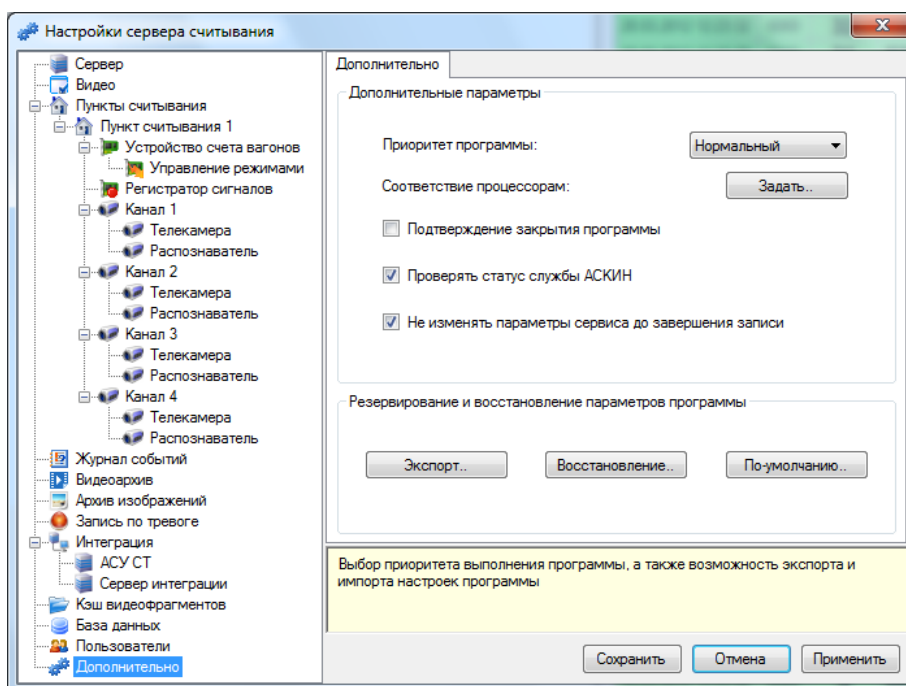 Настройки сервера считывания
Сервер
Видео
Пункты считывания
Пункт считывания 1
Устройство счета вагонов
Управление режимами
Регистратор сигналов
Канал 1
Телекамера
Распознаватель
Канал 2
Телекамера
Распознаватель
Канал 3
Телекамера
Распознаватель
Канал 4
Телекамера
Распознаватель
Журнал событий
Видеоархив
Архив изображений
Запись по тревоге
Интеграция
АСУ СТ
Сервер интеграции
Кэш видеофрагментов
База данных
Пользователи
Дополнительно
Дополнительно
Дополнительные параметры
Приоритет программы:
Нормальный
Соответствие процессорам:
Задать..
Подтверждение закрытия программы
Проверять статус службы АСКИН
Не изменять параметры сервиса до завершения записи
Резервирование и восстановление параметров программы
Экспорт..
Восстановление..
По-умолчанию..
Выбор приоритета выполнения программы, а также возможность экспорта и
импорта настроек программы
Сохранить
Отмена
Применить